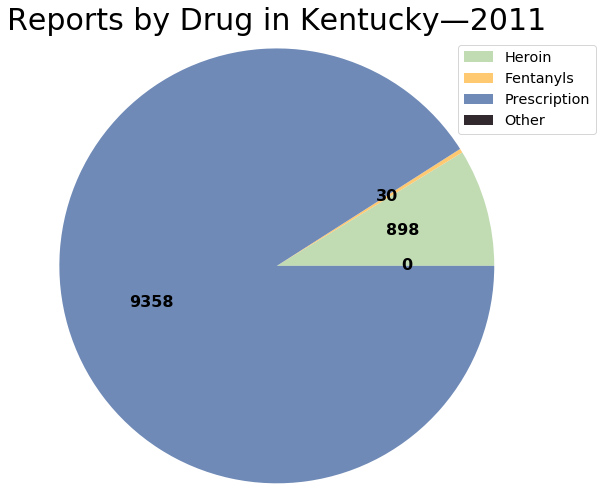 Reports by Drug in Kentucky—2011
Heroin
Fentanyls
Prescription
Other
30
898
0
9358